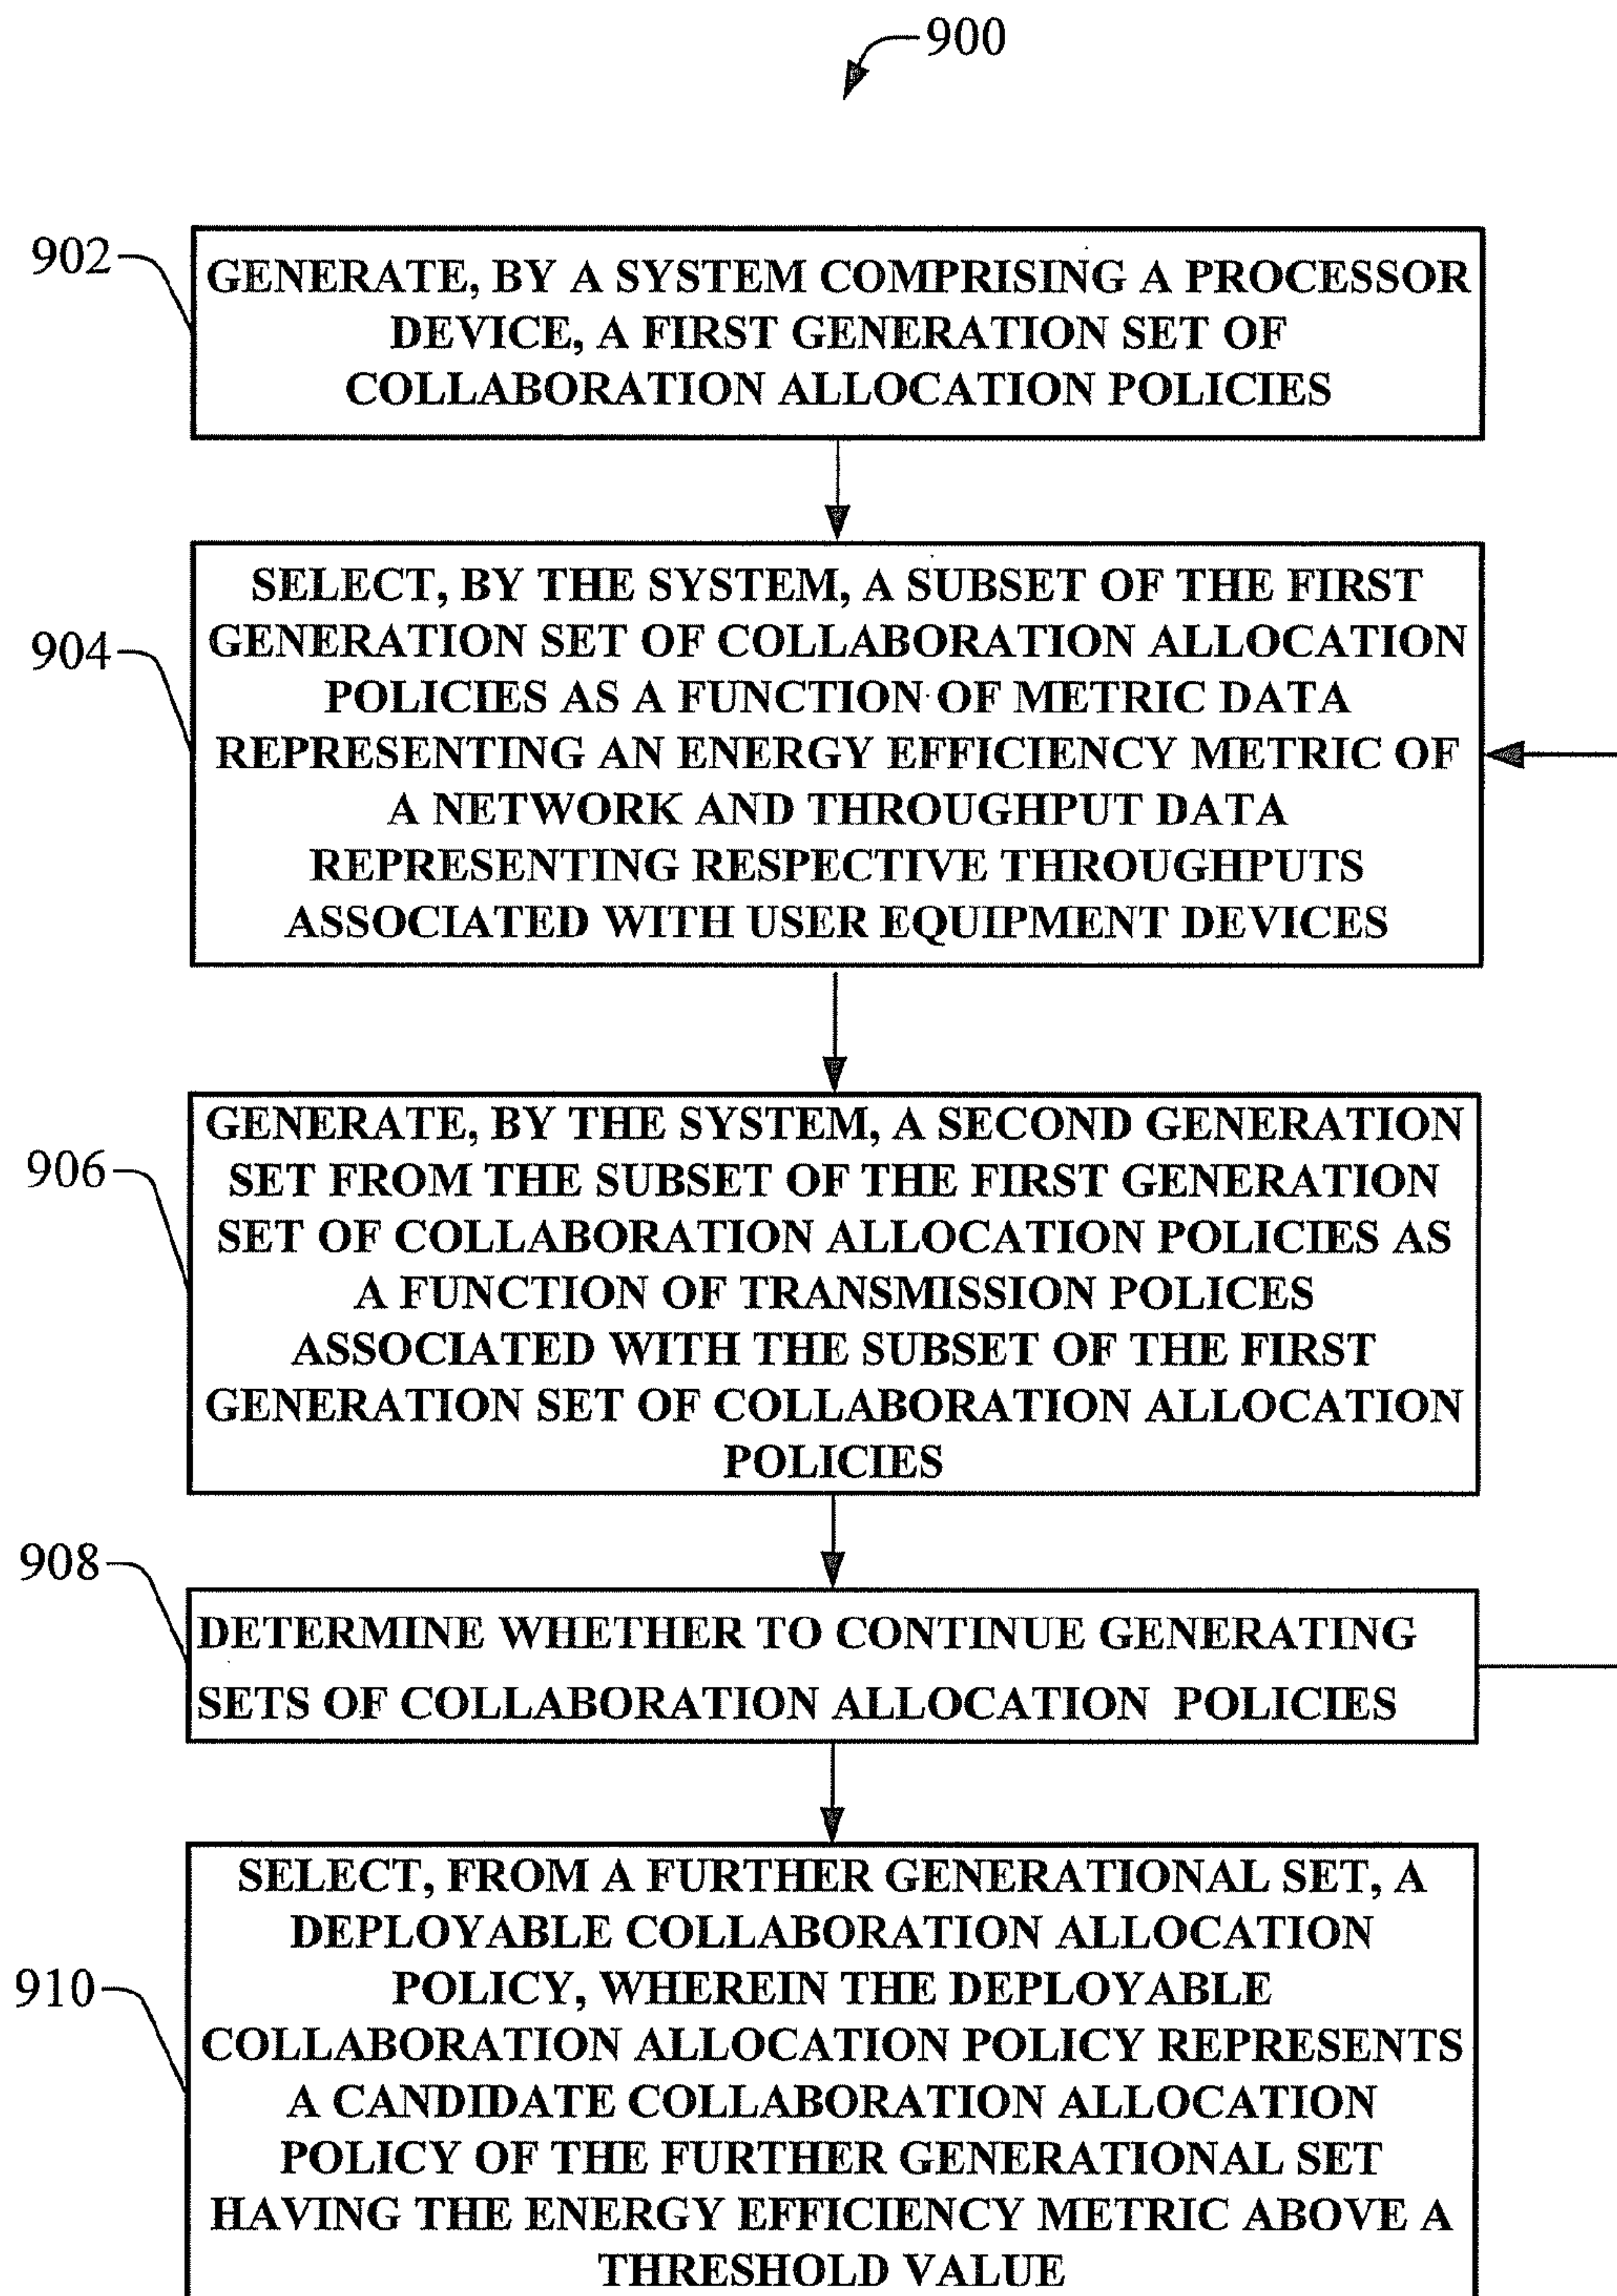 900
902
GENERATE, BY A SYSTEM COMPRISING A PROCESSOR
DEVICE, A FIRST GENERATION SET OF
COLLABORATION ALLOCATION POLICIES
904
SELECT, BY THE SYSTEM, A SUBSET OF THE FIRST
GENERATION SET OF COLLABORATION ALLOCATION
POLICIES AS A FUNCTION OF METRIC DATA
REPRESENTING AN ENERGY EFFICIENCY METRIC OF
A NETWORK AND THROUGHPUT DATA
REPRESENTING RESPECTIVE THROUGHPUTS
ASSOCIATED WITH USER EQUIPMENT DEVICES
906
GENERATE, BY THE SYSTEM, A SECOND GENERATION
SET FROM THE SUBSET OF THE FIRST GENERATION
SET OF COLLABORATION ALLOCATION POLICIES AS
A FUNCTION OF TRANSMISSION POLICES
ASSOCIATED WITH THE SUBSET OF THE FIRST
GENERATION SET OF COLLABORATION ALLOCATION
POLICIES
908
DETERMINE WHETHER TO CONTINUE GENERATING
SETS OF COLLABORATION ALLOCATION POLICIES
910
SELECT, FROM A FURTHER GENERATIONAL SET, A
DEPLOYABLE COLLABORATION ALLOCATION
POLICY, WHEREIN THE DEPLOYABLE
COLLABORATION ALLOCATION POLICY REPRESENTS
A CANDIDATE COLLABORATION ALLOCATION
POLICY OF THE FURTHER GENERATIONAL SET
HAVING THE ENERGY EFFICIENCY METRIC ABOVE A
THRESHOLD VALUE